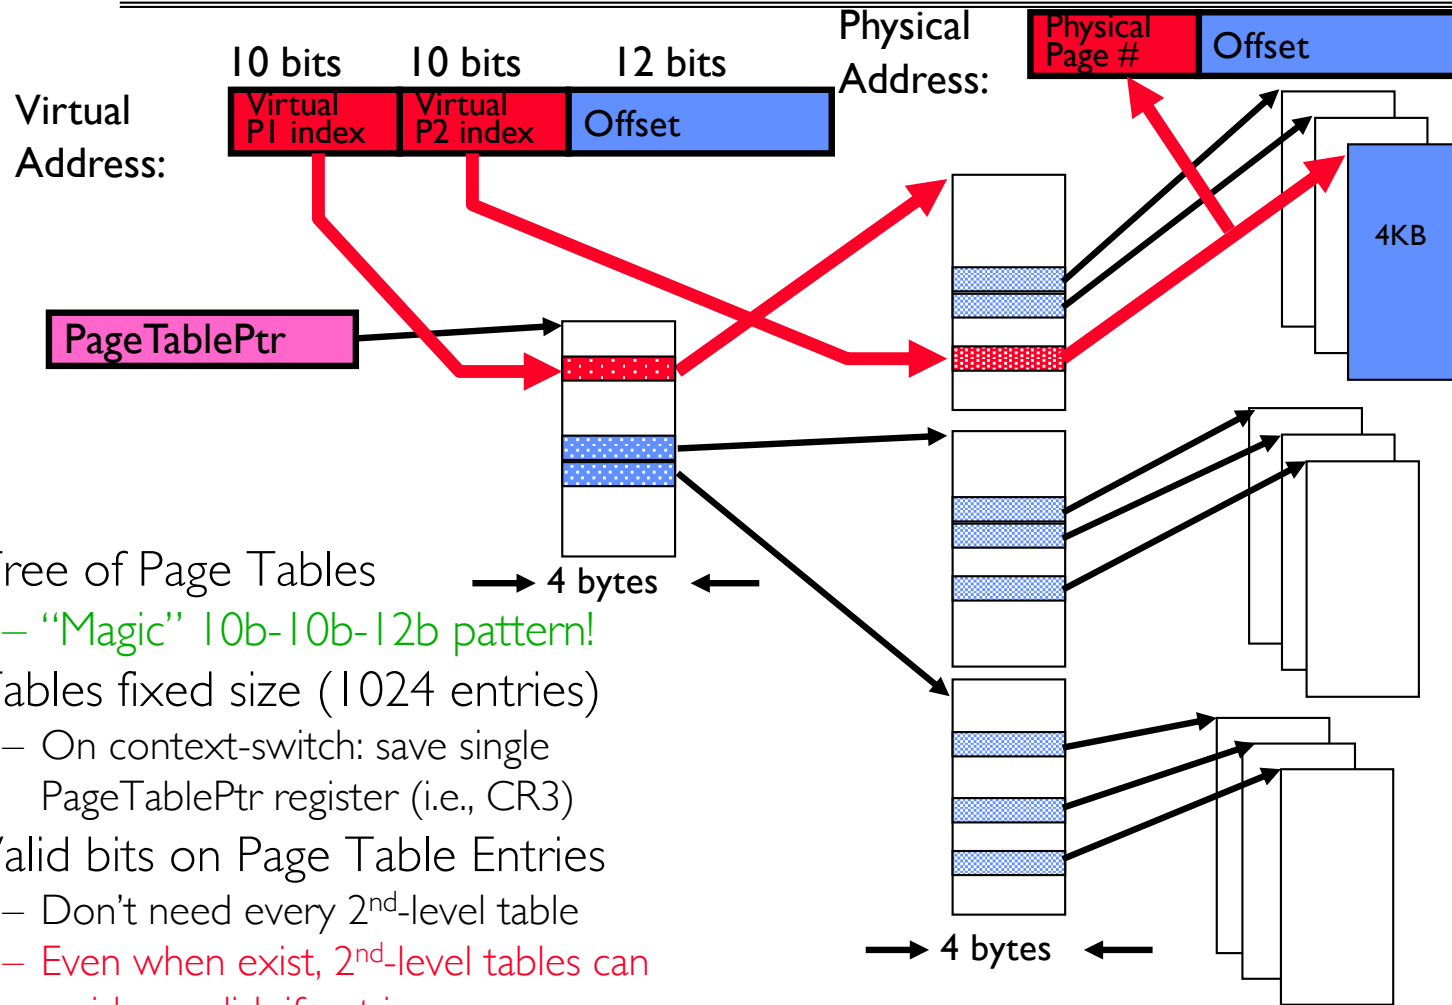 Physical
Address:
Physical
Page #
Offset
10 bits
10 bits
12 bits
Virtual
Address:
Virtual
P1 index
Virtual
P2 index
Offset
4KB
PageTablePtr
4 bytes
Tree of Page Tables
– “Magic” 10b-10b-12b pattern!
Tables fixed size (1024 entries)
– On context-switch: save single
PageTablePtr register (i.e., CR3)
Valid bits on Page Table Entries
– Don’t need every 2nd-level table
– Even when exist, 2nd-level tables can
4 bytes